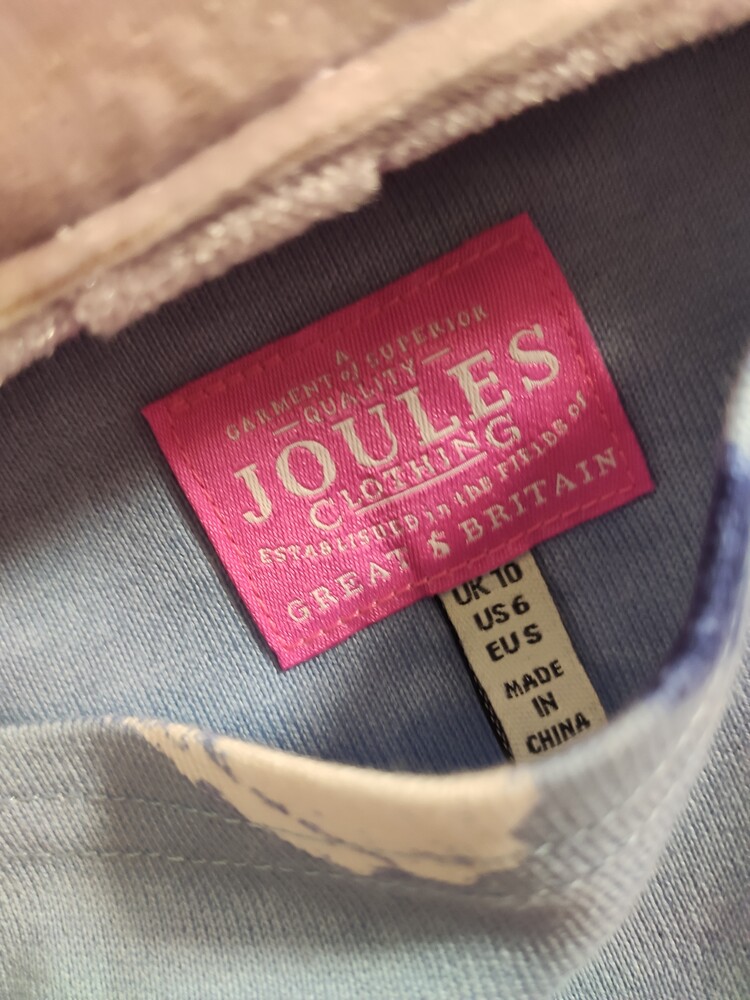 A
GARMENT of SUPERIOR
QUALITY
JOULES
CLOTHING
ESTABLISHED in the FIELDS of
GREAT & BRITAIN
UK 10
US 6
EU S
MADE
IN
CHINA